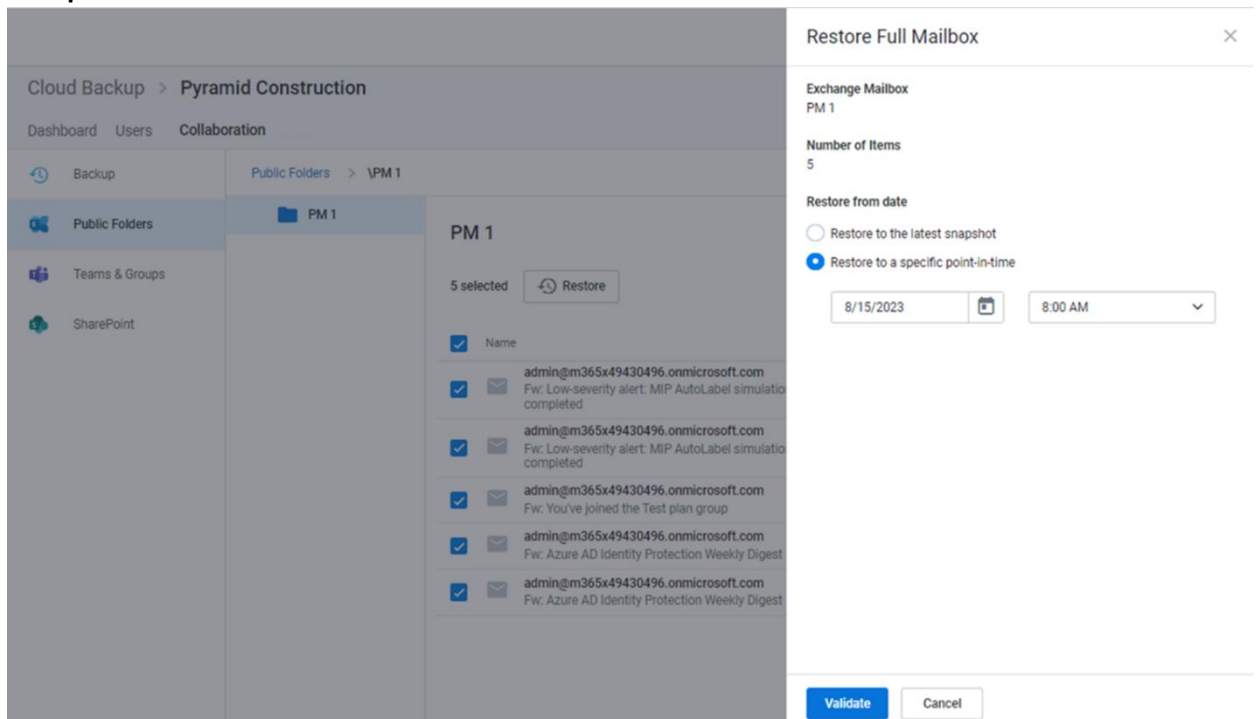 Restore Full Mailbox
Cloud Backup > Pyramid Construction
Dashboard Users Collaboration
Backup
Public Folders
Teams & Groups
SharePoint
Public Folders > \PM 1
PM 1
PM 1
5 selected Restore
Name
admin@m365x49430496.onmicrosoft.com
Fw: Low-severity alert: MIP AutoLabel simulatio
completed
admin@m365x49430496.onmicrosoft.com
Fw: Low-severity alert: MIP AutoLabel simulatio
completed
admin@m365x49430496.onmicrosoft.com
Fw: You've joined the Test plan group
admin@m365x49430496.onmicrosoft.com
Fw: Azure AD Identity Protection Weekly Digest
admin@m365x49430496.onmicrosoft.com
Fw: Azure AD Identity Protection Weekly Digest
Exchange Mailbox
PM 1
Number of Items
5
Restore from date
Restore to the latest snapshot
Restore to a specific point-in-time
8/15/2023 8:00 AM
Validate Cancel